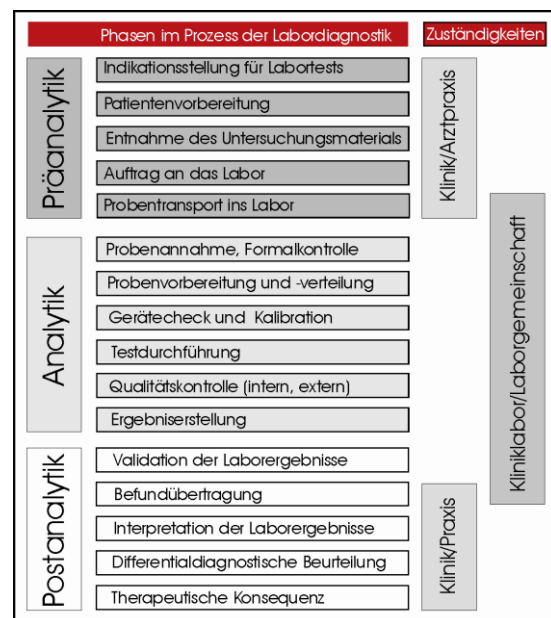 Phasen im Prozess der Labordiagnostik
Zuständigkeiten
Präanalytik
Indikationsstellung für Labortests
Patientenvorbereitung
Entnahme des Untersuchungsmaterials
Auftrag an das Labor
Probentransport ins Labor
Klinik/Arztpraxis
Analytik
Probenannahme, Formalkontrolle
Probenvorbereitung und -verteilung
Gerätecheck und Kalibration
Testdurchführung
Qualitätskontrolle (intern, extern)
Ergebniserstellung
Kliniklabor/Laborgemeinschaft
Postanalytik
Validation der Laborergebnisse
Befundübertragung
Interpretation der Laborergebnisse
Differentialdiagnostische Beurteilung
Therapeutische Konsequenz
Klinik/Praxis